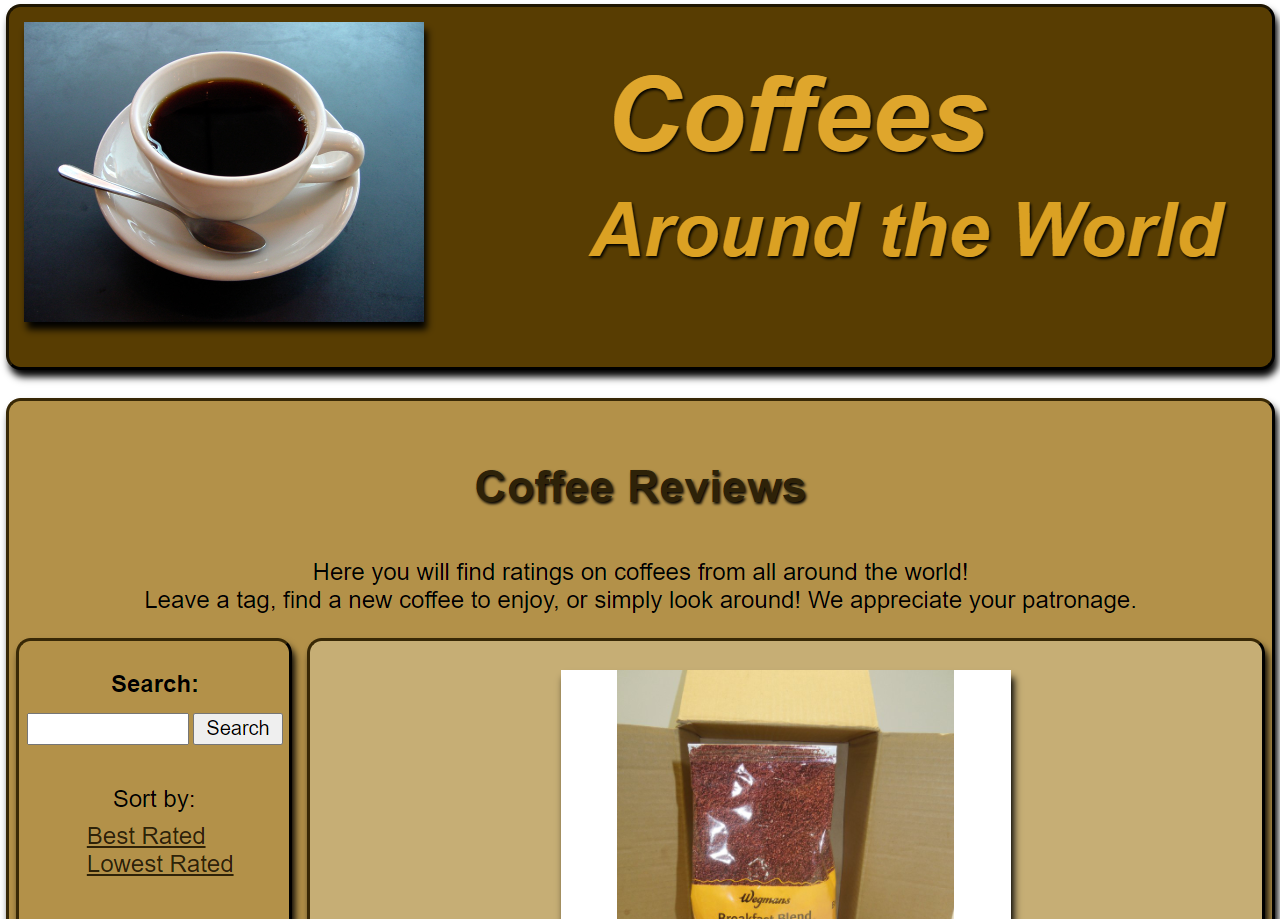 Coffees
Around the World
Coffee Reviews
Here you will find ratings on coffees from all around the world!
Leave a tag, find a new coffee to enjoy, or simply look around! We appreciate your patronage.
Search:
Search
Sort by:
Best Rated
Lowest Rated
Wegmans
Breakfast Blend